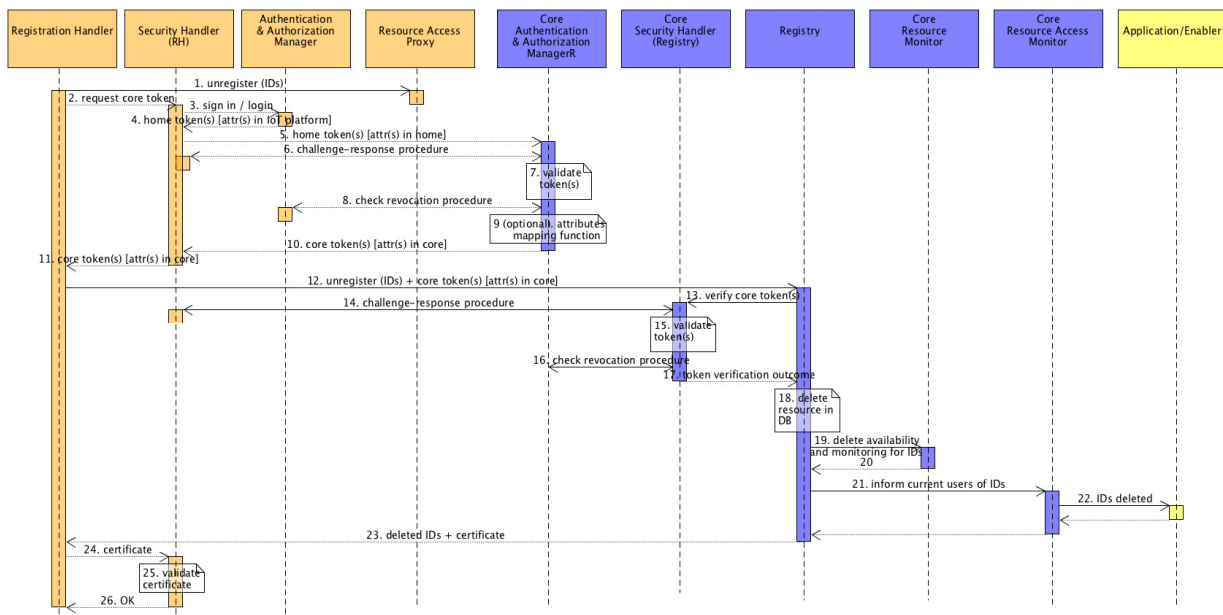 Registration Handler
Security Handler
(RH)
Authentication
& Authorization
Manager
Resource Access
Proxy
Core
Authentication
& Authorization
ManagerR
Core
Security Handler
(Registry)
Registry
Core
Resource
Monitor
Core
Resource Access
Monitor
Application/Enabler
1. unregister (IDs)
2. request core token
3. sign in / login
4. home token(s) [attr(s) in IoT platform]
5. home token(s) [attr(s) in home]
6. challenge-response procedure
7. validate
token(s)
8. check revocation procedure
9 (optional). attributes
mapping function
10. core token(s) [attr(s) in core]
11. core token(s) [attr(s) in core]
12. unregister (IDs) + core token(s) [attr(s) in core]
13. verify core token(s)
14. challenge-response procedure
15. validate
token(s)
16. check revocation procedure
17. token verification outcome
18. delete
resource in
DB
19. delete availability
and monitoring for IDs
20
21. inform current users of IDs
22. IDs deleted
23. deleted IDs + certificate
24. certificate
25. validate
certificate
26. OK